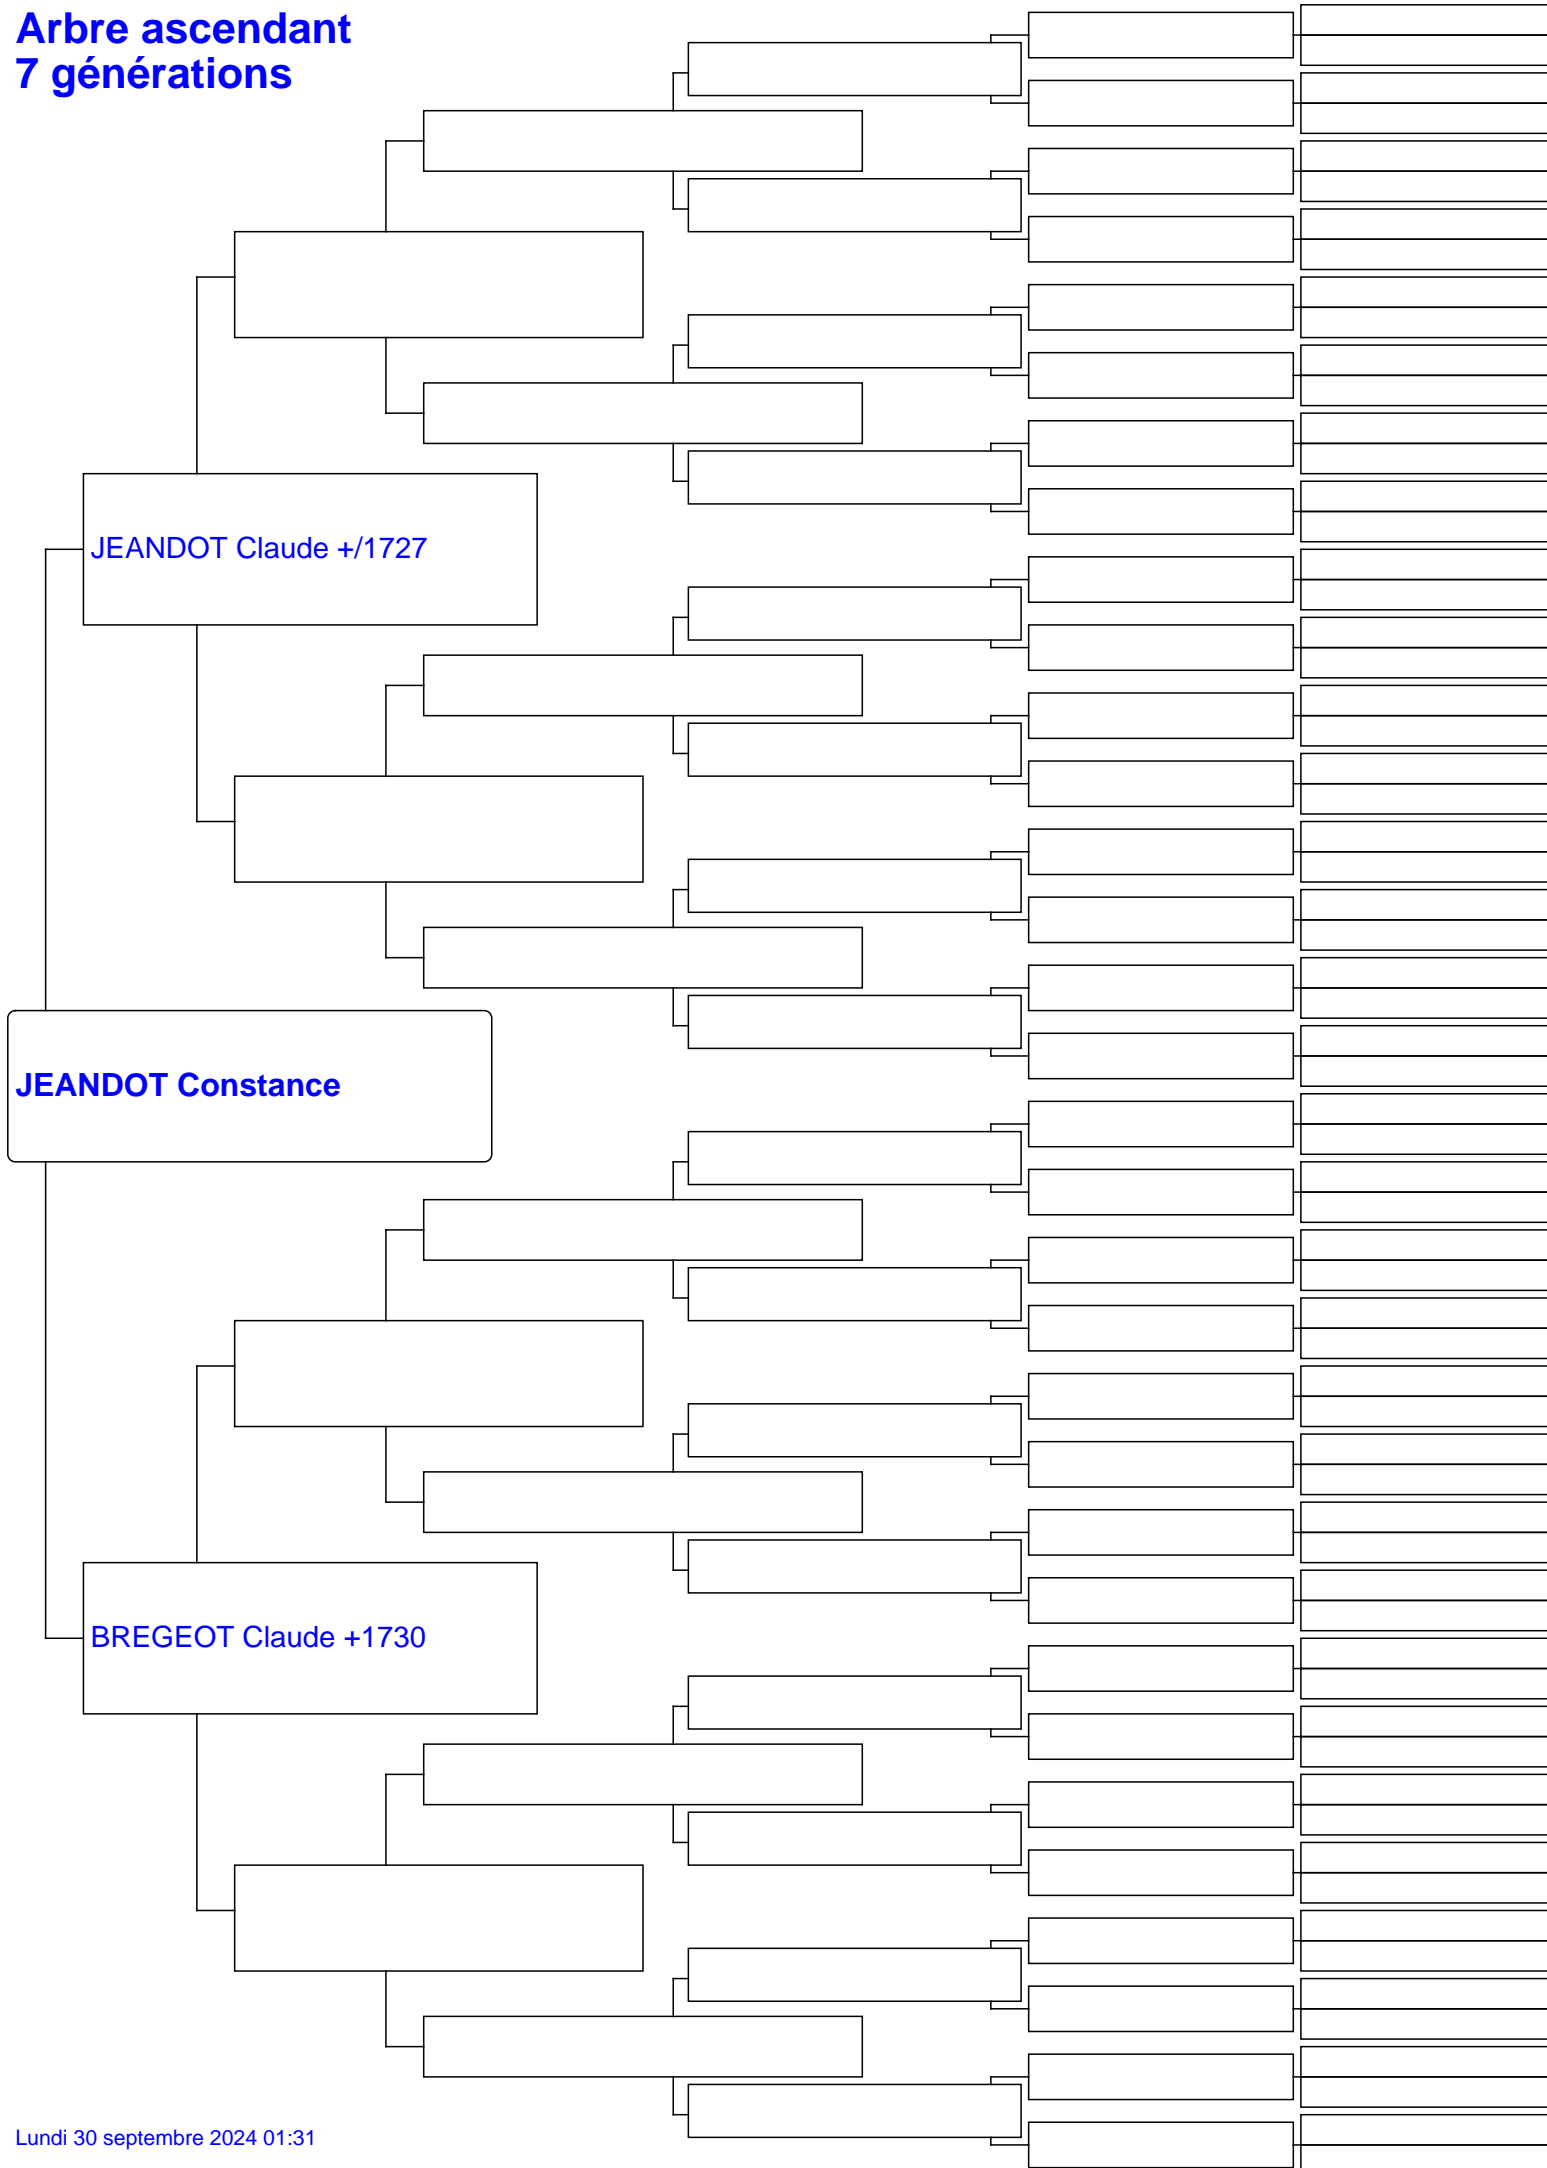 Arbre ascendant
7 générations
JEANDOT Claude +/1727
JEANDOT Constance
BREGEOT Claude +1730
Lundi 30 septembre 2024 01:31